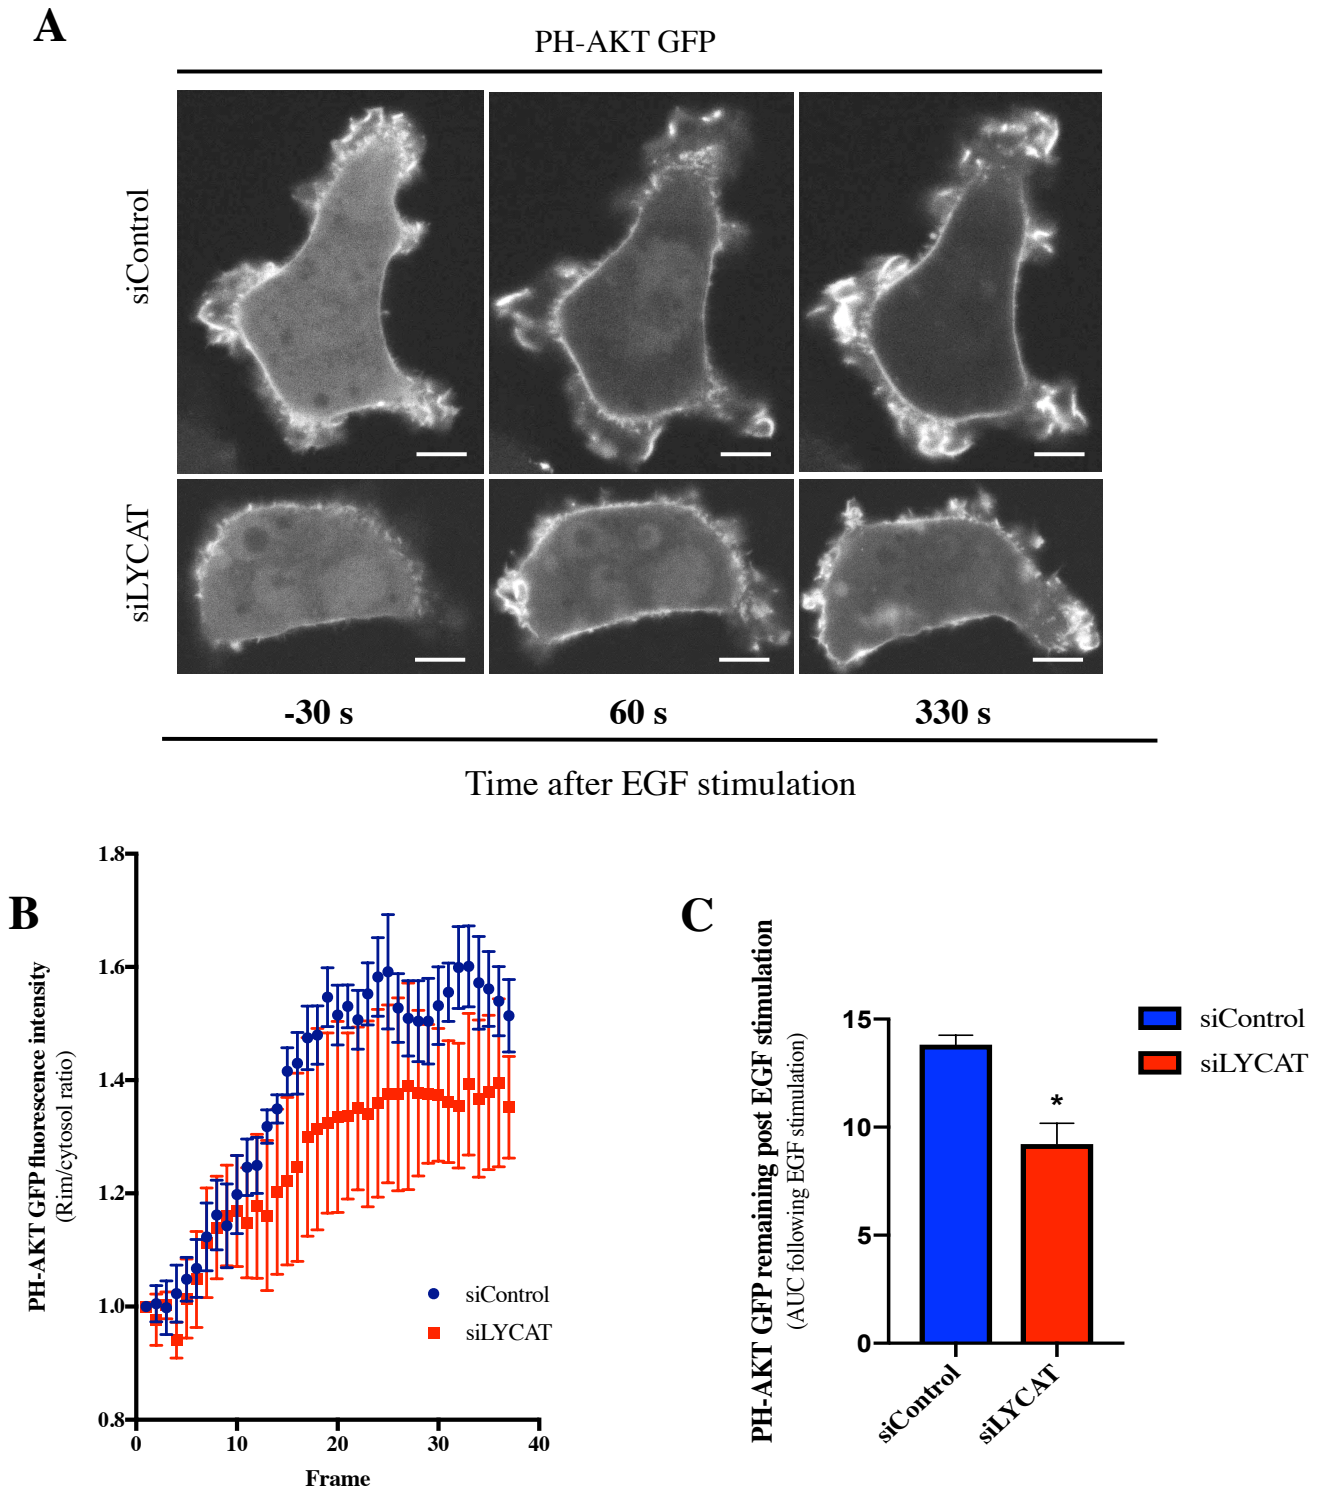 A
PH-AKT GFP
siControl
siLYCAT
-30 s
60 s
330 s
Time after EGF stimulation
B
PH-AKT GFP fluorescence intensity
(Rim/cytosol ratio)
1.8
1.6
1.4
1.2
1.0
0.8
0
10
20
30
40
Frame
siControl
siLYCAT
C
PH-AKT GFP remaining post EGF stimulation
(AUC following EGF stimulation)
15
10
5
0
*
siControl
siLYCAT
siControl
siLYCAT